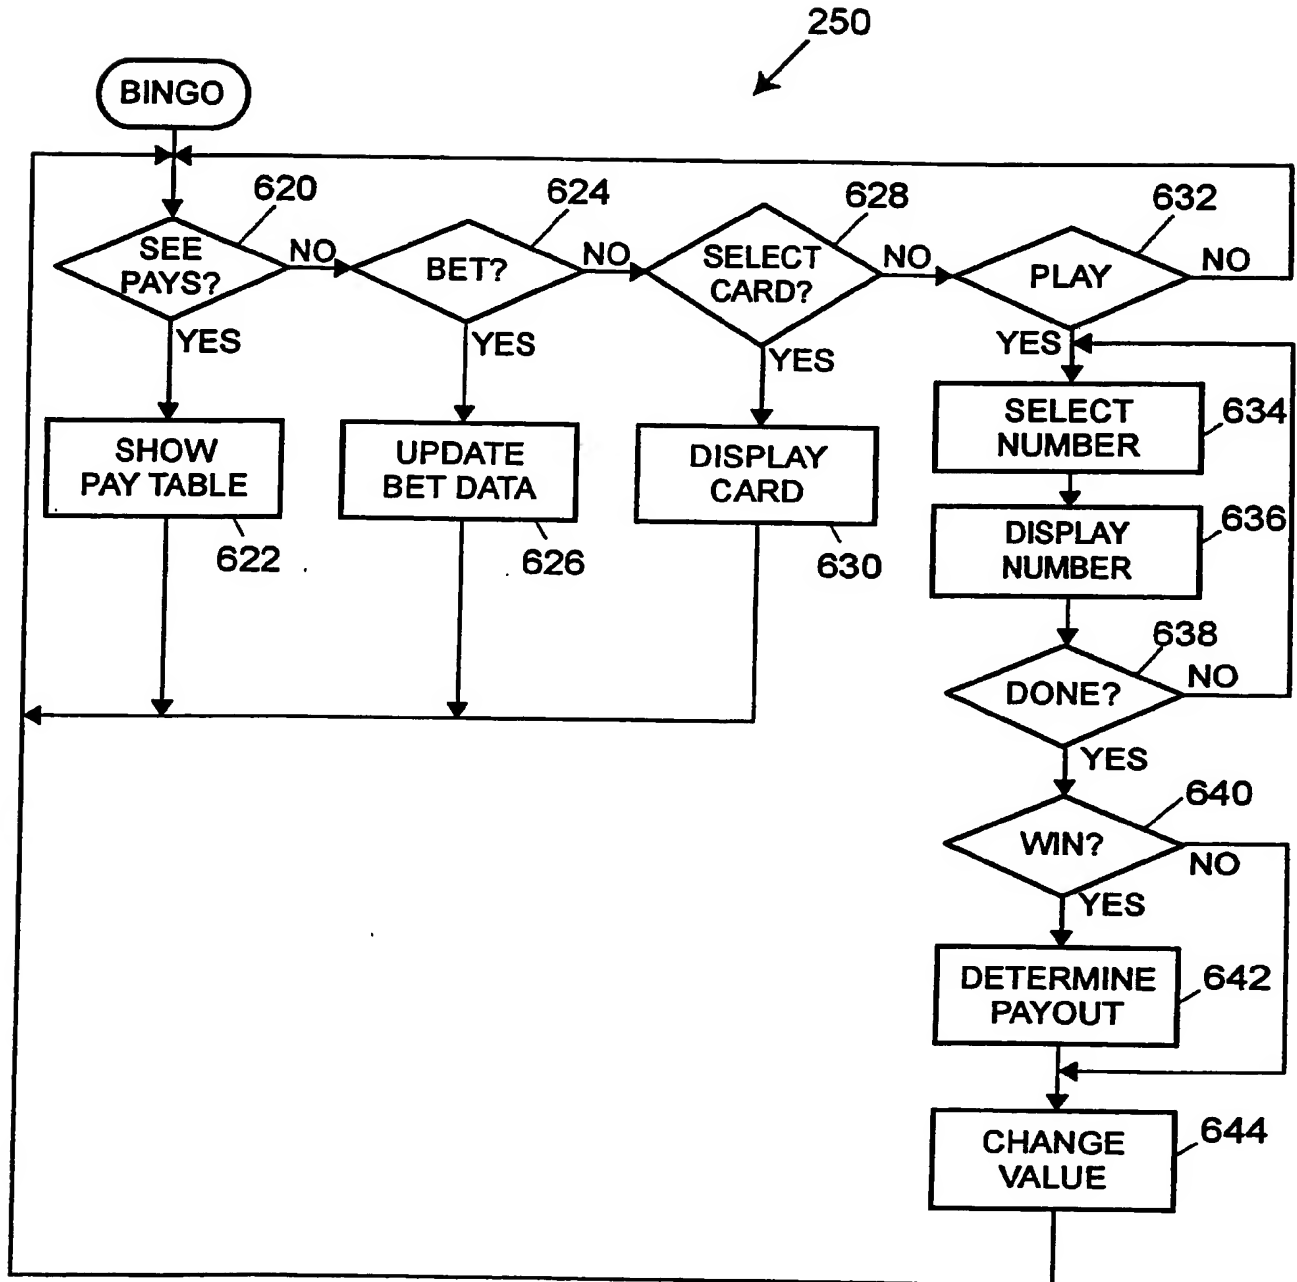 250
BINGO
620
624
628
632
SEE
PAYS?
NO
BET?
NO
SELECT
CARD?
NO
PLAY
NO
YES
YES
YES
YES
SHOW
PAY TABLE
622
UPDATE
BET DATA
626
DISPLAY
CARD
630
SELECT
NUMBER
634
DISPLAY
NUMBER
636
638
DONE?
NO
YES
640
WIN?
NO
YES
DETERMINE
PAYOUT
642
CHANGE
VALUE
644